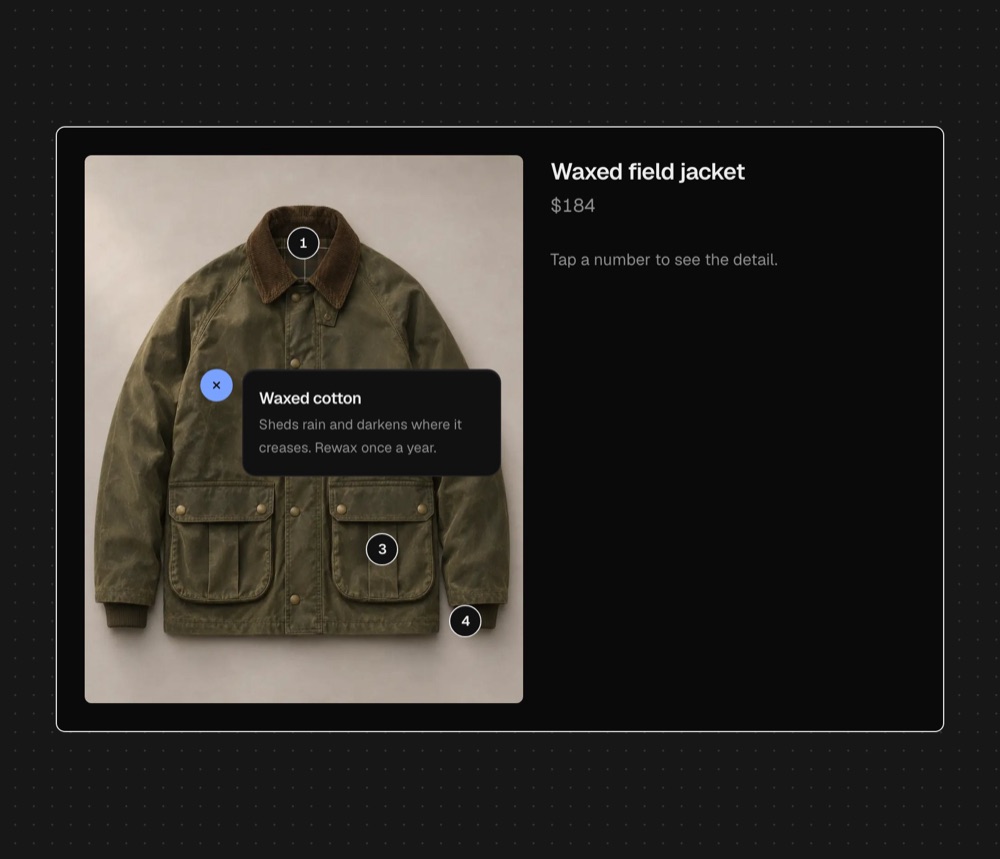 Waxed field jacket
$184
Tap a number to see the detail.
1
×
Waxed cotton
Sheds rain and darkens where it
creases. Rewax once a year.
3
4